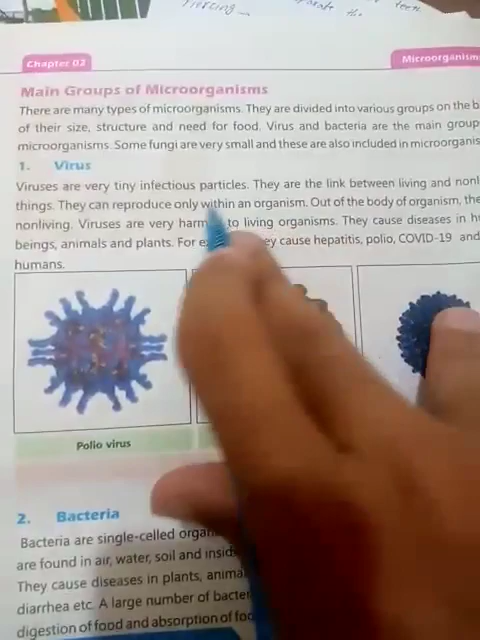 Piercing
Teeth
Chapter 02
Microorganism
Main Groups of Microorganisms
There are many types of microorganisms. They are divided into various groups on the b
of their size, structure and need for food. Virus and bacteria are the main group
microorganisms. Some fungi are very small and these are also included in microorganis
1. Virus
Viruses are very tiny infectious particles. They are the link between living and nonl
things. They can reproduce only within an organism. Out of the body of organism, the
nonliving. Viruses are very harm to living organisms. They cause diseases in h
beings, animals and plants. For ey cause hepatitis, polio, COVID-19 and
humans.
Polio virus
2. Bacteria
Bacteria are single-celled organ
are found in air, water, soil and insid
They cause diseases in plants, animal
diarrhea etc. A large number of bacter
digestion of food and absorption of foo